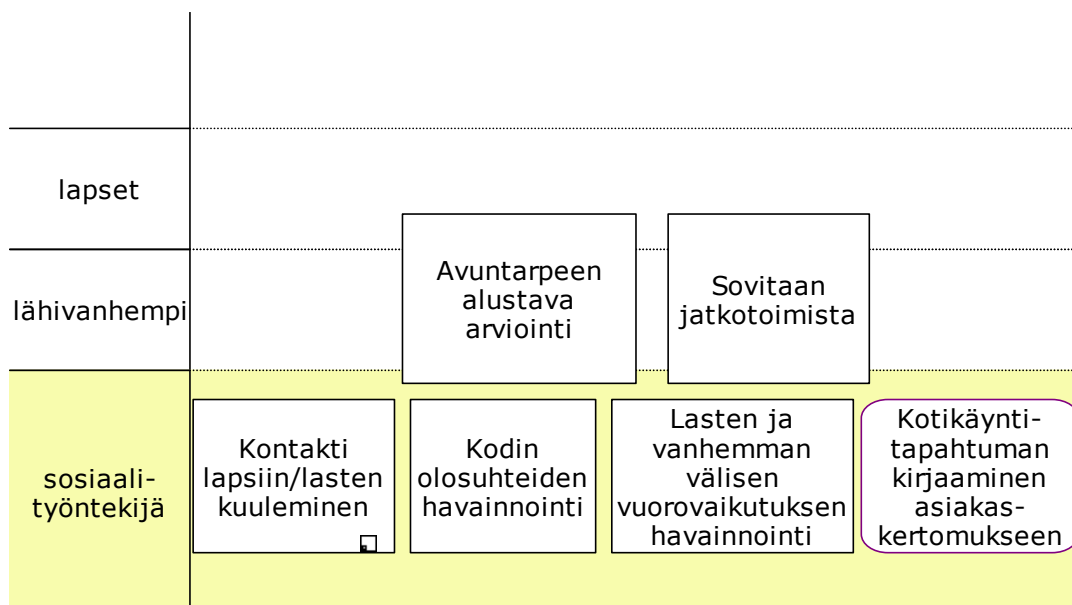 lapset
lähivanhempi
Avuntarpeen
alustava
arviointi
Sovitaan
jatkotoimista
sosiaali-
työntekijä
Kontakti
lapsiin/lasten
kuuleminen
Kodin
olosuhteiden
havainnointi
Lasten ja
vanhemman
välisen
vuorovaikutuksen
havainnointi
Kotikäynti-
tapahtuman
kirjaaminen
asiakas-
kertomukseen